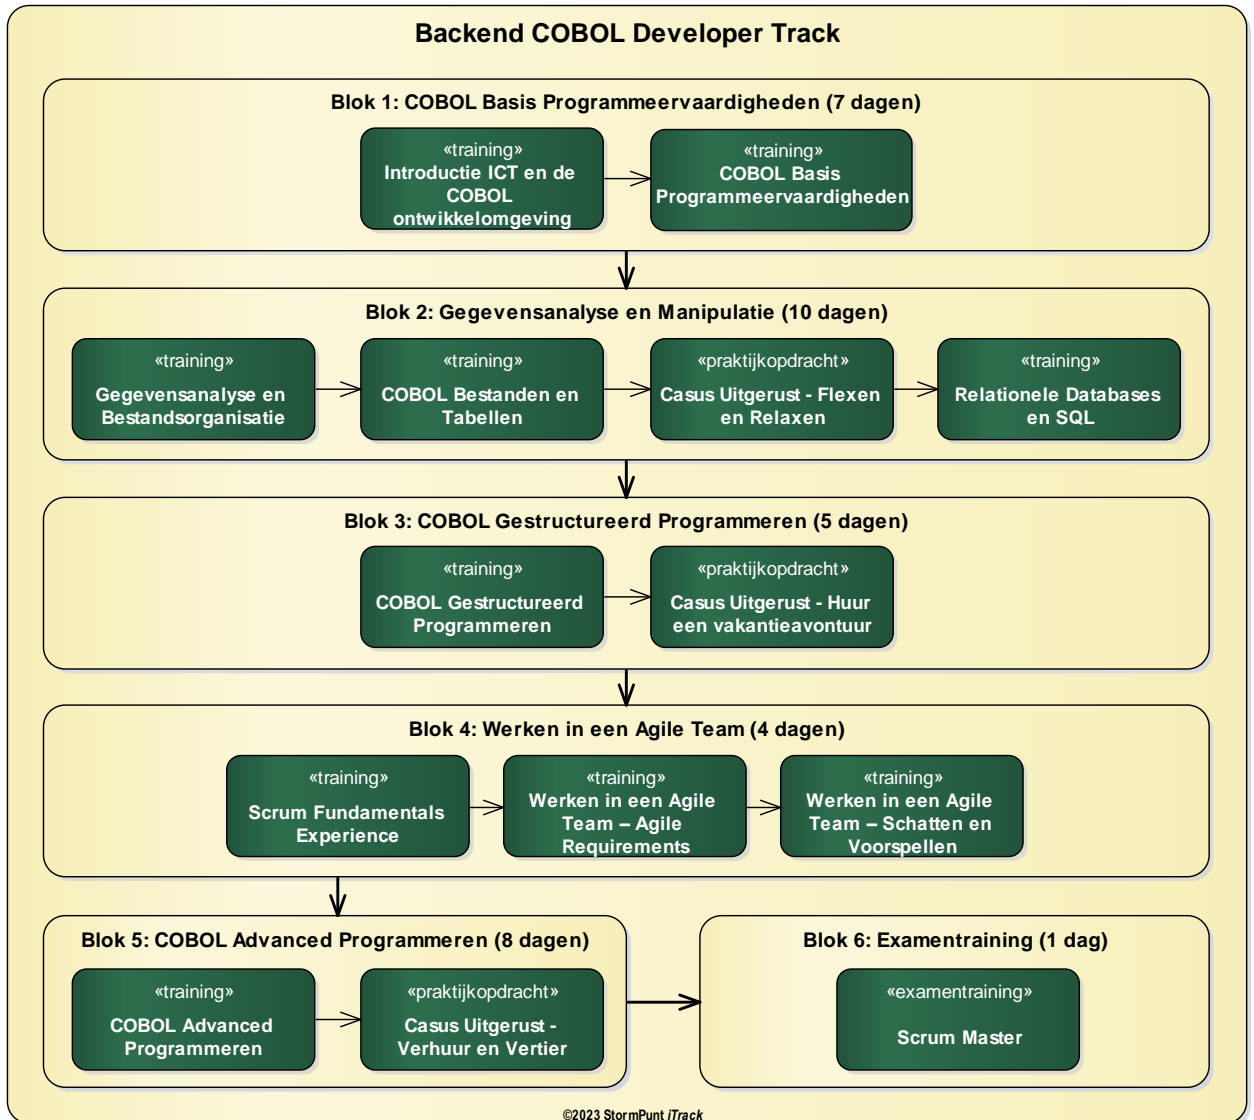 Backend COBOL Developer Track
Blok 1: COBOL Basis Programmeervaardigheden (7 dagen)
«training»
Introductie ICT en de
COBOL
ontwikkelomgeving
«training»
COBOL Basis
Programmeervaardigheden
Blok 2: Gegevensanalyse en Manipulatie (10 dagen)
«training»
Gegevensanalyse en
Bestandsorganisatie
«training»
COBOL Bestanden en
Tabellen
«praktijkopdracht»
Casus Uitgerust - Flexen
en Relaxen
«training»
Relationele Databases
en SQL
Blok 3: COBOL Gestructureerd Programmeren (5 dagen)
«training»
COBOL Gestructureerd
Programmeren
«praktijkopdracht»
Casus Uitgerust - Huur
een vakantieavontuur
Blok 4: Werken in een Agile Team (4 dagen)
«training»
Scrum Fundamentals
Experience
«training»
Werken in een Agile
Team – Agile
Requirements
«training»
Werken in een Agile
Team – Schatten en
Voorspellen
Blok 5: COBOL Advanced Programmeren (8 dagen)
«training»
COBOL Advanced
Programmeren
«praktijkopdracht»
Casus Uitgerust -
Verhuur en Vertier
Blok 6: Examentraining (1 dag)
«examentraining»
Scrum Master
©2023 StormPunt iTrack